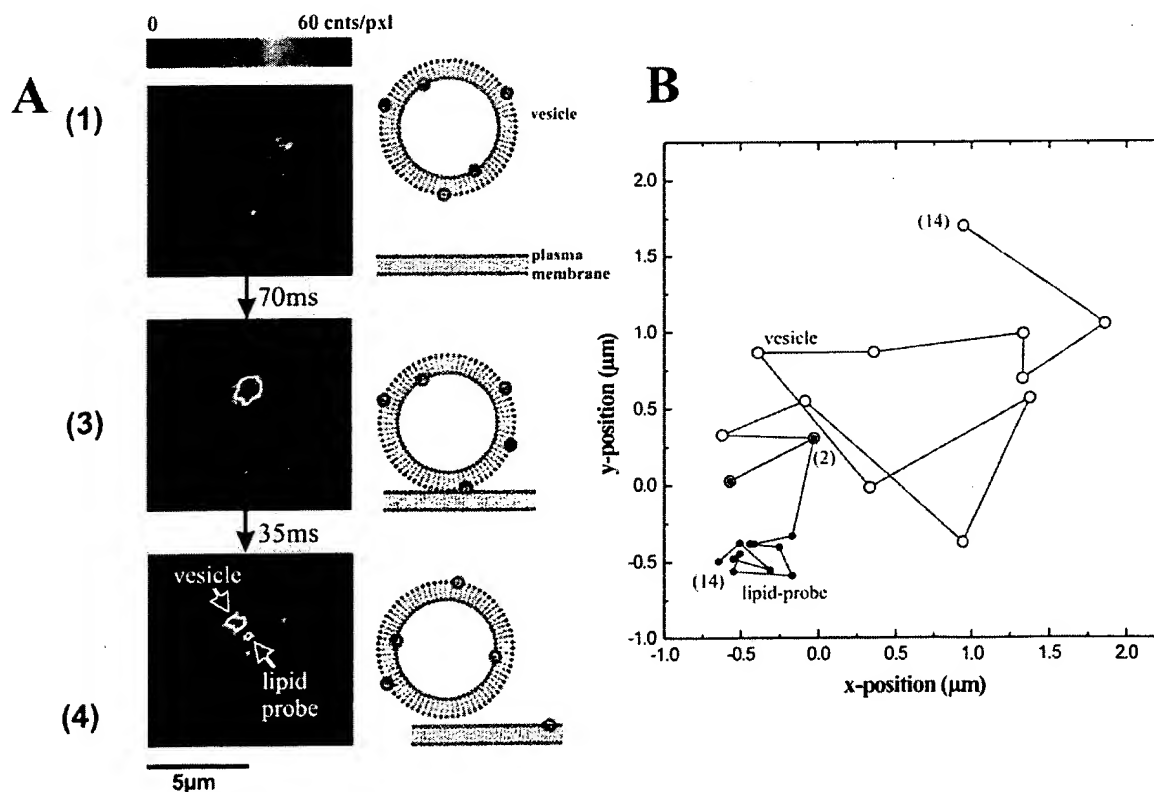 0 60 cnts/pxl
A
(1)
vesicle
plasma
membrane
70ms
(3)
35ms
vesicle
lipid
probe
(4)
5µm
B
2.0
1.5
1.0
0.5
0.0
-0.5
-1.0
y-position (µm)
(14)
vesicle
(2)
(14)
lipid-probe
-1.0 -0.5 0.0 0.5 1.0 1.5 2.0
x-position (µm)